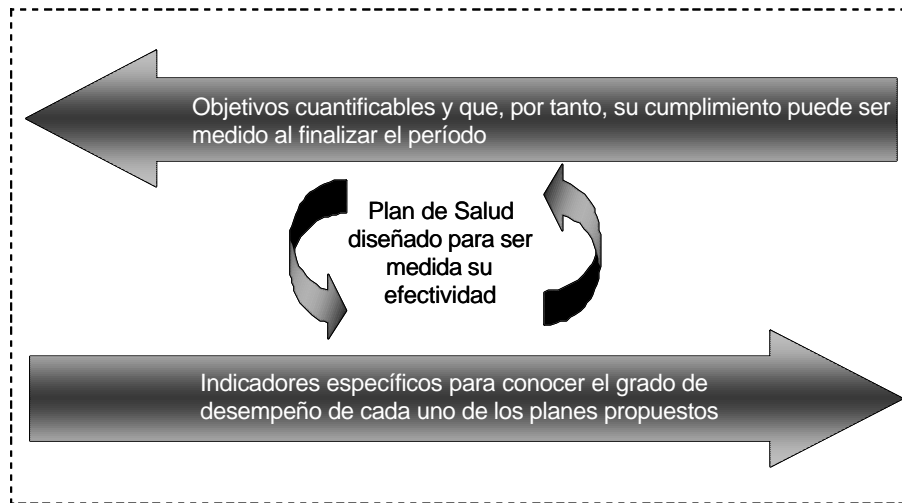 Objetivos cuantificables y que, por tanto, su cumplimiento puede ser
medido al finalizar el período
Plan de Salud
diseñado para ser
medida su
efectividad
Indicadores específicos para conocer el grado de
desempeño de cada uno de los planes propuestos